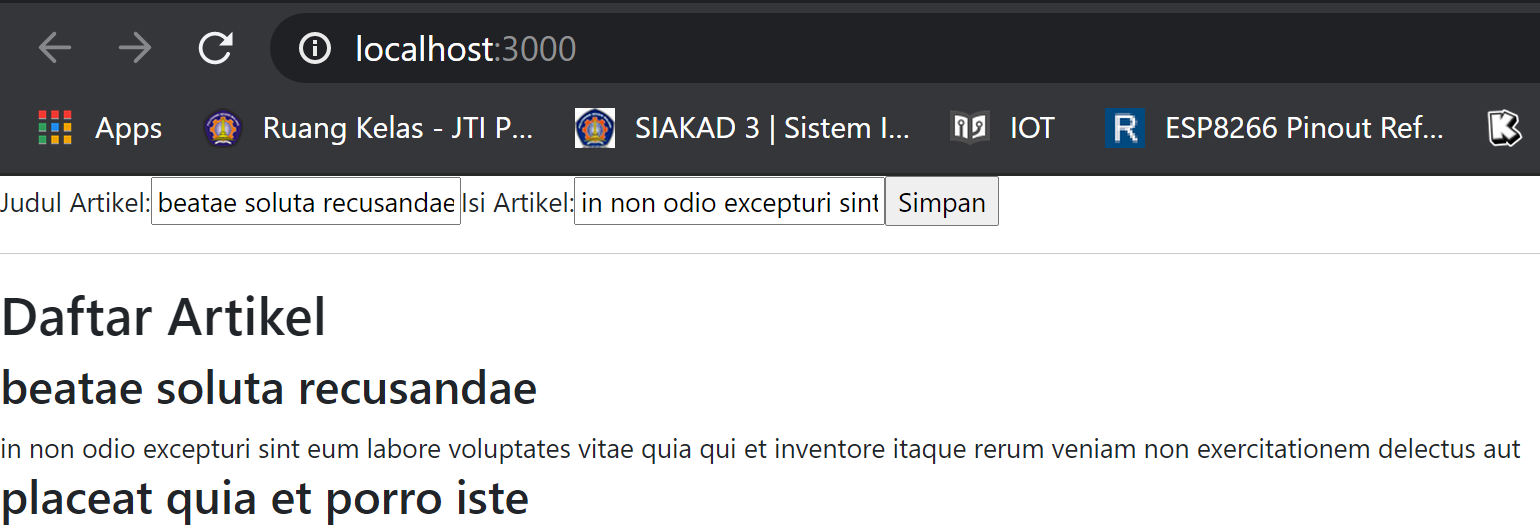 localhost:3000
Apps Ruang Kelas - JTI P... SIAKAD 3 | Sistem I... IOT R ESP8266 Pinout Ref... K
Judul Artikel: beatae soluta recusandae Isi Artikel: in non odio excepturi sint Simpan
Daftar Artikel
beatae soluta recusandae
in non odio excepturi sint eum labore voluptates vitae quia qui et inventore itaque rerum veniam non exercitationem delectus aut
placeat quia et porro iste